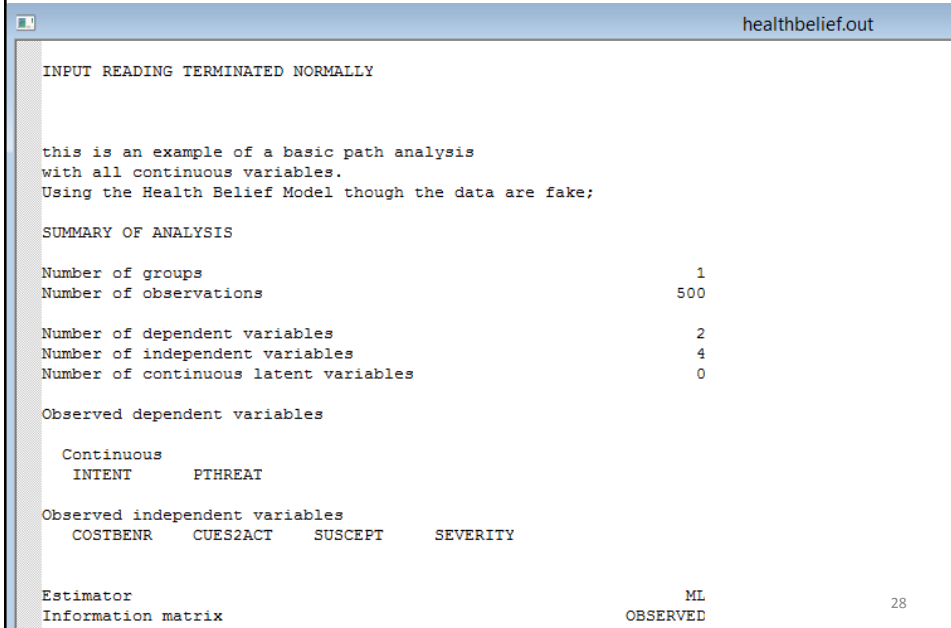 healthbelief.out
INPUT READING TERMINATED NORMALLY
this is an example of a basic path analysis
with all continuous variables.
Using the Health Belief Model though the data are fake;
SUMMARY OF ANALYSIS
Number of groups 1
Number of observations 500
Number of dependent variables 2
Number of independent variables 4
Number of continuous latent variables 0
Observed dependent variables
Continuous
INTENT PTHREAT
Observed independent variables
COSTBENR CUES2ACT SUSCEPT SEVERITY
Estimator ML
Information matrix OBSERVED
28